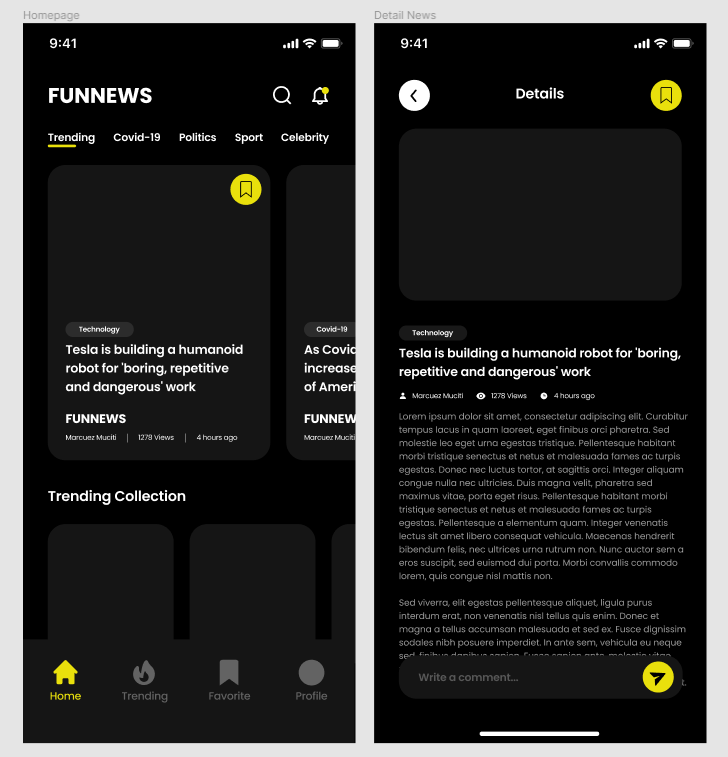 Homepage
9:41
FUNNEWS
Trending Covid-19 Politics Sport Celebrity
Technology
Tesla is building a humanoid
robot for 'boring, repetitive
and dangerous' work
FUNNEWS
Marcuez Muciti 1278 Views 4 hours ago
Covid-19
As Covid
increase
of Ameri
FUNNEW
Marcuez Muciti
Trending Collection
Home Trending Favorite Profile
Detail News
9:41
Details
Technology
Tesla is building a humanoid robot for 'boring,
repetitive and dangerous' work
Marcuez Muciti 1278 Views 4 hours ago
Lorem ipsum dolor sit amet, consectetur adipiscing elit. Curabitur
tempus lacus in quam laoreet, eget finibus orci pharetra. Sed
molestie leo eget urna egestas tristique. Pellentesque habitant
morbi tristique senectus et netus et malesuada fames ac turpis
egestas. Donec nec luctus tortor, at sagittis orci. Integer aliquam
congue nulla nec ultricies. Duis magna velit, pharetra sed
maximus vitae, porta eget risus. Pellentesque habitant morbi
tristique senectus et netus et malesuada fames ac turpis
egestas. Pellentesque a elementum quam. Integer venenatis
lectus sit amet libero consequat vehicula. Maecenas hendrerit
bibendum felis, nec ultrices urna rutrum non. Nunc auctor sem a
eros suscipit, sed euismod dui porta. Morbi convallis commodo
lorem, quis congue nisl mattis non.
Sed viverra, elit egestas pellentesque aliquet, ligula purus
interdum erat, non venenatis nisl tellus quis enim. Donec et
magna a tellus accumsan malesuada et sed ex. Fusce dignissim
sodales nibh posuere imperdiet. In ante sem, vehicula eu neque
sed, finibus dapibus sapien. Fusce sapien ante, molestie vitae
Write a comment...